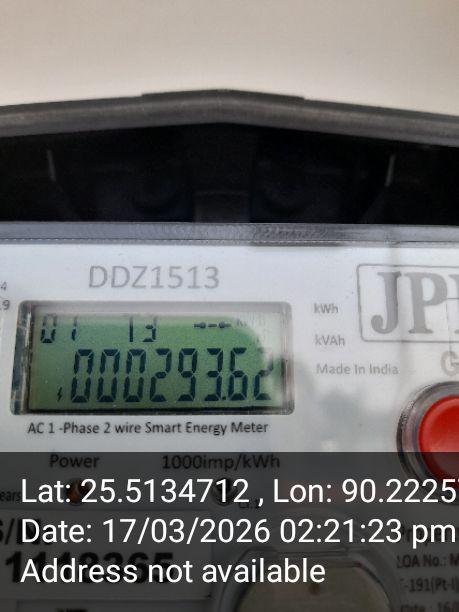 DDZ1513
01 13
000293.62
kWh
kVAh
Made In India
AC 1 -Phase 2 wire Smart Energy Meter
Power 1000imp/kWh
Lat: 25.5134712 , Lon: 90.2225
Date: 17/03/2026 02:21:23 pm
Address not available